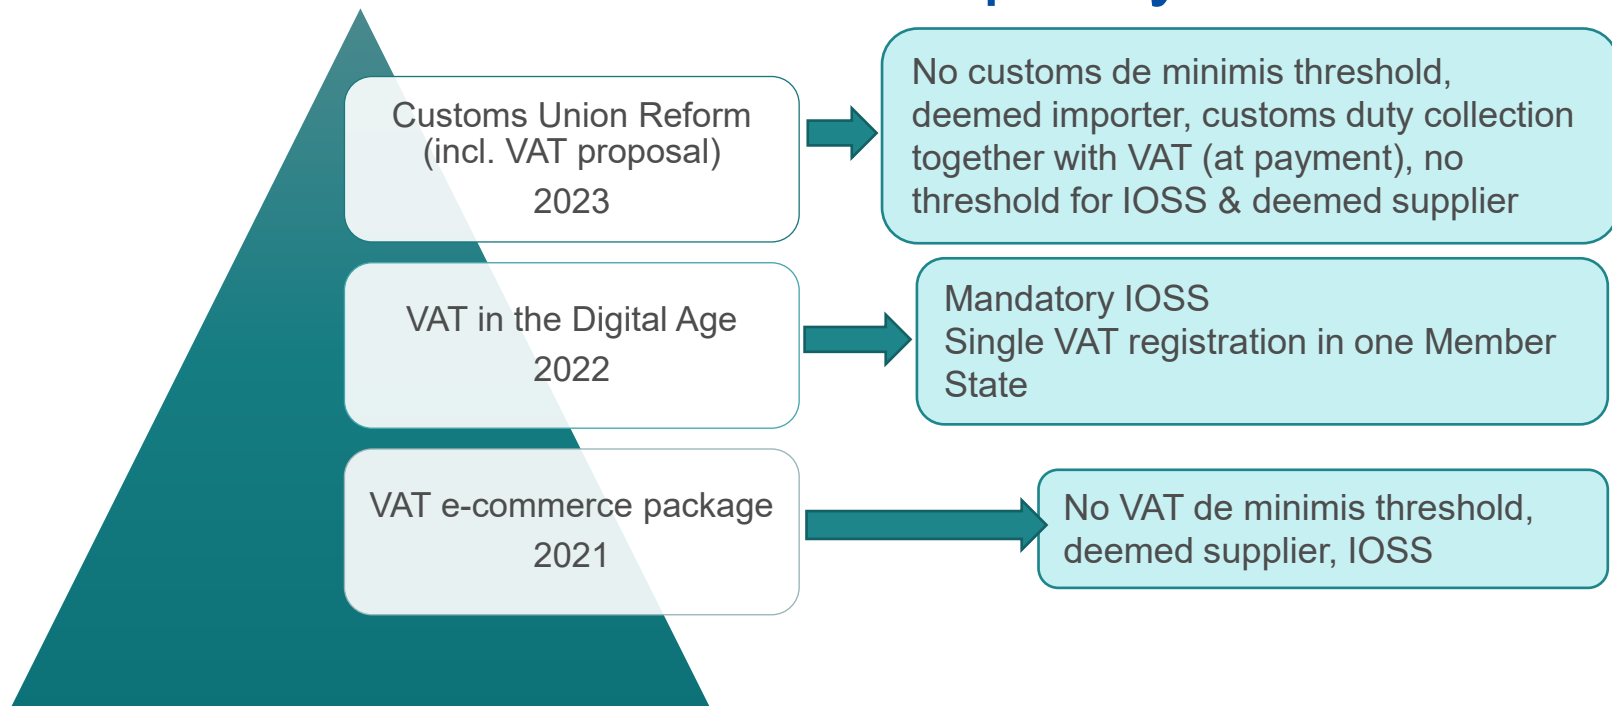 Customs Union Reform
(incl. VAT proposal)
2023
No customs de minimis threshold,
deemed importer, customs duty collection
together with VAT (at payment), no
threshold for IOSS & deemed supplier
VAT in the Digital Age
2022
Mandatory IOSS
Single VAT registration in one Member
State
VAT e-commerce package
2021
No VAT de minimis threshold,
deemed supplier, IOSS